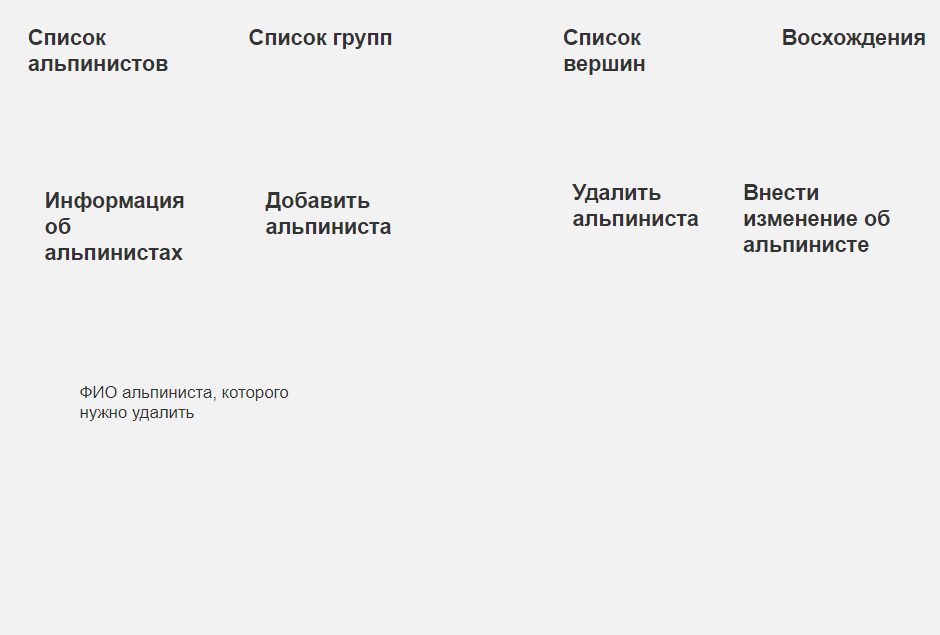 Список
альпинистов
Список групп
Список
вершин
Восхождения
Информация
об
альпинистах
Добавить
альпиниста
Удалить
альпиниста
Внести
изменение об
альпинисте
ФИО альпиниста, которого
нужно удалить